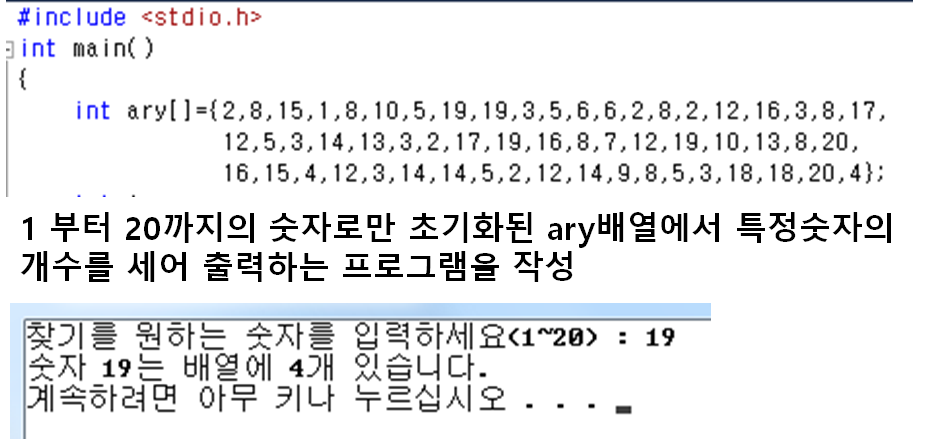 #include <stdio.h>
int main()
{
int ary[]={2,8,15,1,8,10,5,19,19,3,5,6,6,2,8,2,12,16,3,8,17,
12,5,3,14,13,3,2,17,19,16,8,7,12,19,10,13,8,20,
16,15,4,12,3,14,14,5,2,12,14,9,8,5,3,18,18,20,4};
1 부터 20까지의 숫자로만 초기화된 ary배열에서 특정숫자의
개수를 세어 출력하는 프로그램을 작성
찾기를 원하는 숫자를 입력하세요(1~20) : 19
숫자 19는 배열에 4개 있습니다.
계속하려면 아무 키나 누르십시오 . . .